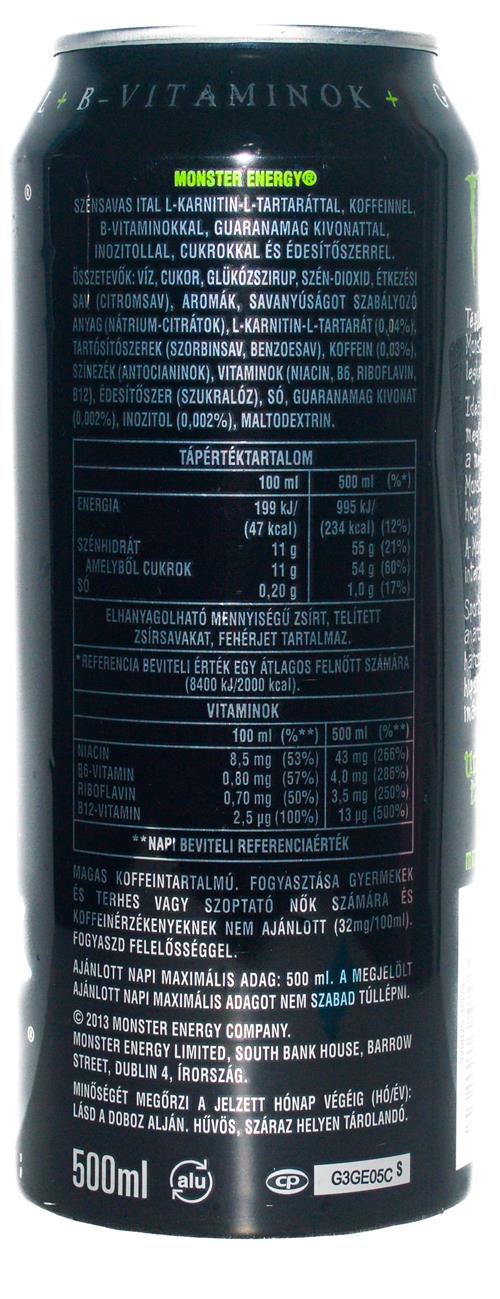 L + B-VITAMINOK + G
MONSTER ENERGY®
SZÉNSAVAS ITAL L-KARNITIN-L-TARTARÁTTAL, KOFFEINNEL,
B-VITAMINOKKAL, GUARANAMAG KIVONATTAL,
INOZITOLLAL, CUKROKKAL ÉS ÉDESÍTŐSZERREL.
ÖSSZETEVŐK: VÍZ, CUKOR, GLÜKÓZSZIRUP, SZÉN-DIOXID, ÉTKEZÉSI
SAV (CITROMSAV), AROMÁK, SAVANYÚSÁGOT SZABÁLYOZÓ
ANYAG (NÁTRIUM-CITRÁTOK), L-KARNITIN-L-TARTARÁT (0,04%),
TARTÓSÍTÓSZEREK (SZORBINSAV, BENZOESAV), KOFFEIN (0,03%),
SZÍNEZÉK (ANTOCIANINOK), VITAMINOK (NIACIN, B6, RIBOFLAVIN,
B12), ÉDESÍTŐSZER (SZUKRALÓZ), SÓ, GUARANAMAG KIVONAT
(0,002%), INOZITOL (0,002%), MALTODEXTRIN.
TÁPÉRTÉKTARTALOM
100 ml 500 ml (%*)
ENERGIA 199 kJ/ 995 kJ/
(47 kcal) (234 kcal) (12%)
SZÉNHIDRÁT 11 g 55 g (21%)
AMELYBŐL CUKROK 11 g 54 g (60%)
SÓ 0,20 g 1,0 g (17%)
ELHANYAGOLHATÓ MENNYISÉGŰ ZSÍRT, TELÍTETT
ZSÍRSAVAKAT, FEHÉRJÉT TARTALMAZ.
*REFERENCIA BEVITELI ÉRTÉK EGY ÁTLAGOS FELNŐTT SZÁMÁRA
(8400 kJ/2000 kcal).
VITAMINOK
100 ml (%**) 500 ml (%**)
NIACIN 8,5 mg (53%) 43 mg (266%)
B6-VITAMIN 0,80 mg (57%) 4,0 mg (286%)
RIBOFLAVIN 0,70 mg (50%) 3,5 mg (250%)
B12-VITAMIN 2,5 µg (100%) 13 µg (500%)
**NAPI BEVITELI REFERENCIAÉRTÉK
MAGAS KOFFEINTARTALMÚ. FOGYASZTÁSA GYERMEKEK
ÉS TERHES VAGY SZOPTATÓ NŐK SZÁMÁRA ÉS
KOFFEINÉRZÉKENYEKNEK NEM AJÁNLOTT (32mg/100ml).
FOGYASZD FELELŐSSÉGGEL.
AJÁNLOTT NAPI MAXIMÁLIS ADAG: 500 ml. A MEGJELÖLT
AJÁNLOTT NAPI MAXIMÁLIS ADAGOT NEM SZABAD TÚLLÉPNI.
© 2013 MONSTER ENERGY COMPANY.
MONSTER ENERGY LIMITED, SOUTH BANK HOUSE, BARROW
STREET, DUBLIN 4, ÍRORSZÁG.
MINŐSÉGÉT MEGŐRZI A JELZETT HÓNAP VÉGÉIG (HÓ/ÉV):
LÁSD A DOBOZ ALJÁN. HŰVÖS, SZÁRAZ HELYEN TÁROLANDÓ.
500ml alu CP G3GE05C S